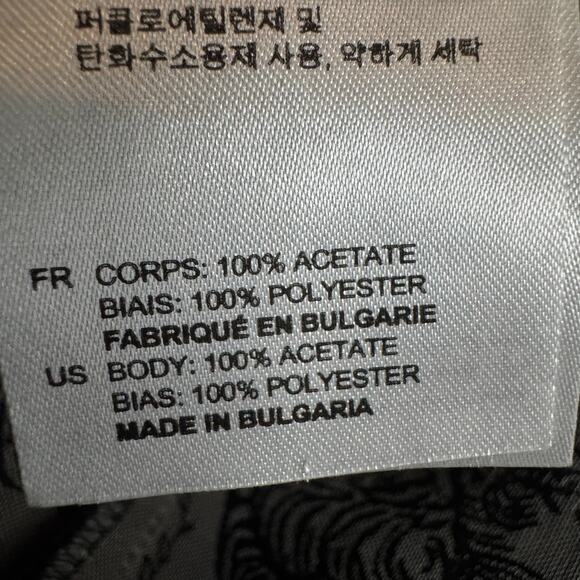 퍼클로에틸렌제 및
탄화수소용제 사용, 약하게 세탁
FR CORPS: 100% ACETATE
BIAIS: 100% POLYESTER
FABRIQUÉ EN BULGARIE
US BODY: 100% ACETATE
BIAS: 100% POLYESTER
MADE IN BULGARIA